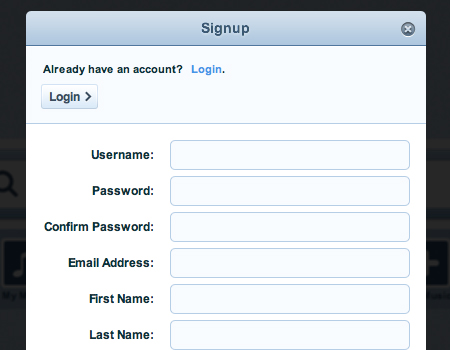 Signup
Already have an account? Login.
Login
Username:
Password:
Confirm Password:
Email Address:
First Name:
Last Name: